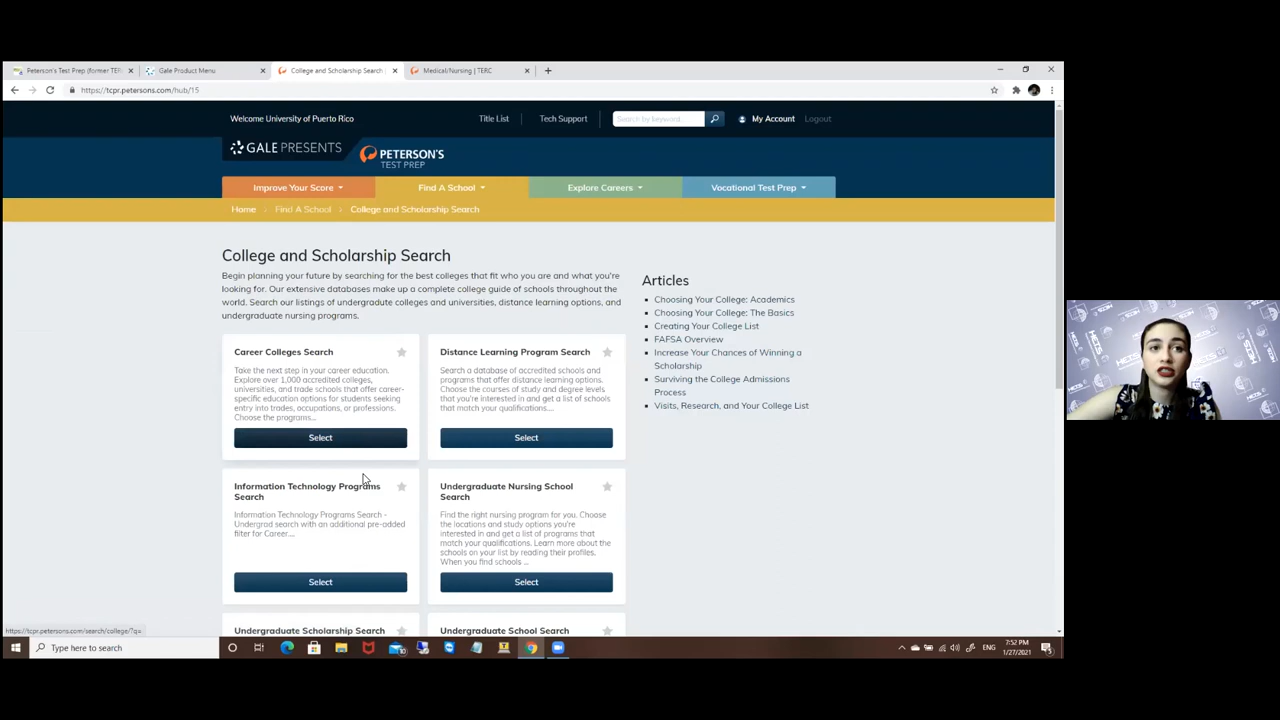 Peterson's Test Prep (former TER
Gale Product Menu
College and Scholarship Search |
Medical/Nursing | TERC
https://tcpr.petersons.com/hub/15
Welcome University of Puerto Rico
Title List
Tech Support
Search by keyword...
My Account
Logout
GALE PRESENTS
PETERSON'S
TEST PREP
Improve Your Score
Find A School
Explore Careers
Vocational Test Prep
Home > Find A School > College and Scholarship Search
College and Scholarship Search
Begin planning your future by searching for the best colleges that fit who you are and what you're
looking for. Our extensive databases make up a complete college guide of schools throughout the
world. Search our listings of undergraduate colleges and universities, distance learning options, and
undergraduate nursing programs.
Career Colleges Search
Take the next step in your career education.
Explore over 1,000 accredited colleges,
universities, and trade schools that offer career-
specific education options for students seeking
entry into trades, occupations, or professions.
Choose the programs...
Select
Distance Learning Program Search
Search a database of accredited schools and
programs that offer distance learning options.
Choose the courses of study and degree levels
that you're interested in and get a list of schools
that match your qualifications....
Select
Information Technology Programs
Search
Information Technology Programs Search -
Undergrad search with an additional pre-added
filter for Career....
Select
Undergraduate Nursing School
Search
Find the right nursing program for you. Choose
the locations and study options you're
interested in and get a list of programs that
match your qualifications. Learn more about the
schools on your list by reading their profiles.
When you find schools ...
Select
Undergraduate Scholarship Search
Undergraduate School Search
Articles
Choosing Your College: Academics
Choosing Your College: The Basics
Creating Your College List
FAFSA Overview
Increase Your Chances of Winning a
Scholarship
Surviving the College Admissions
Process
Visits, Research, and Your College List
https://tcpr.petersons.com/search/college/?q=
Type here to search
ENG
7:52 PM
1/27/2021